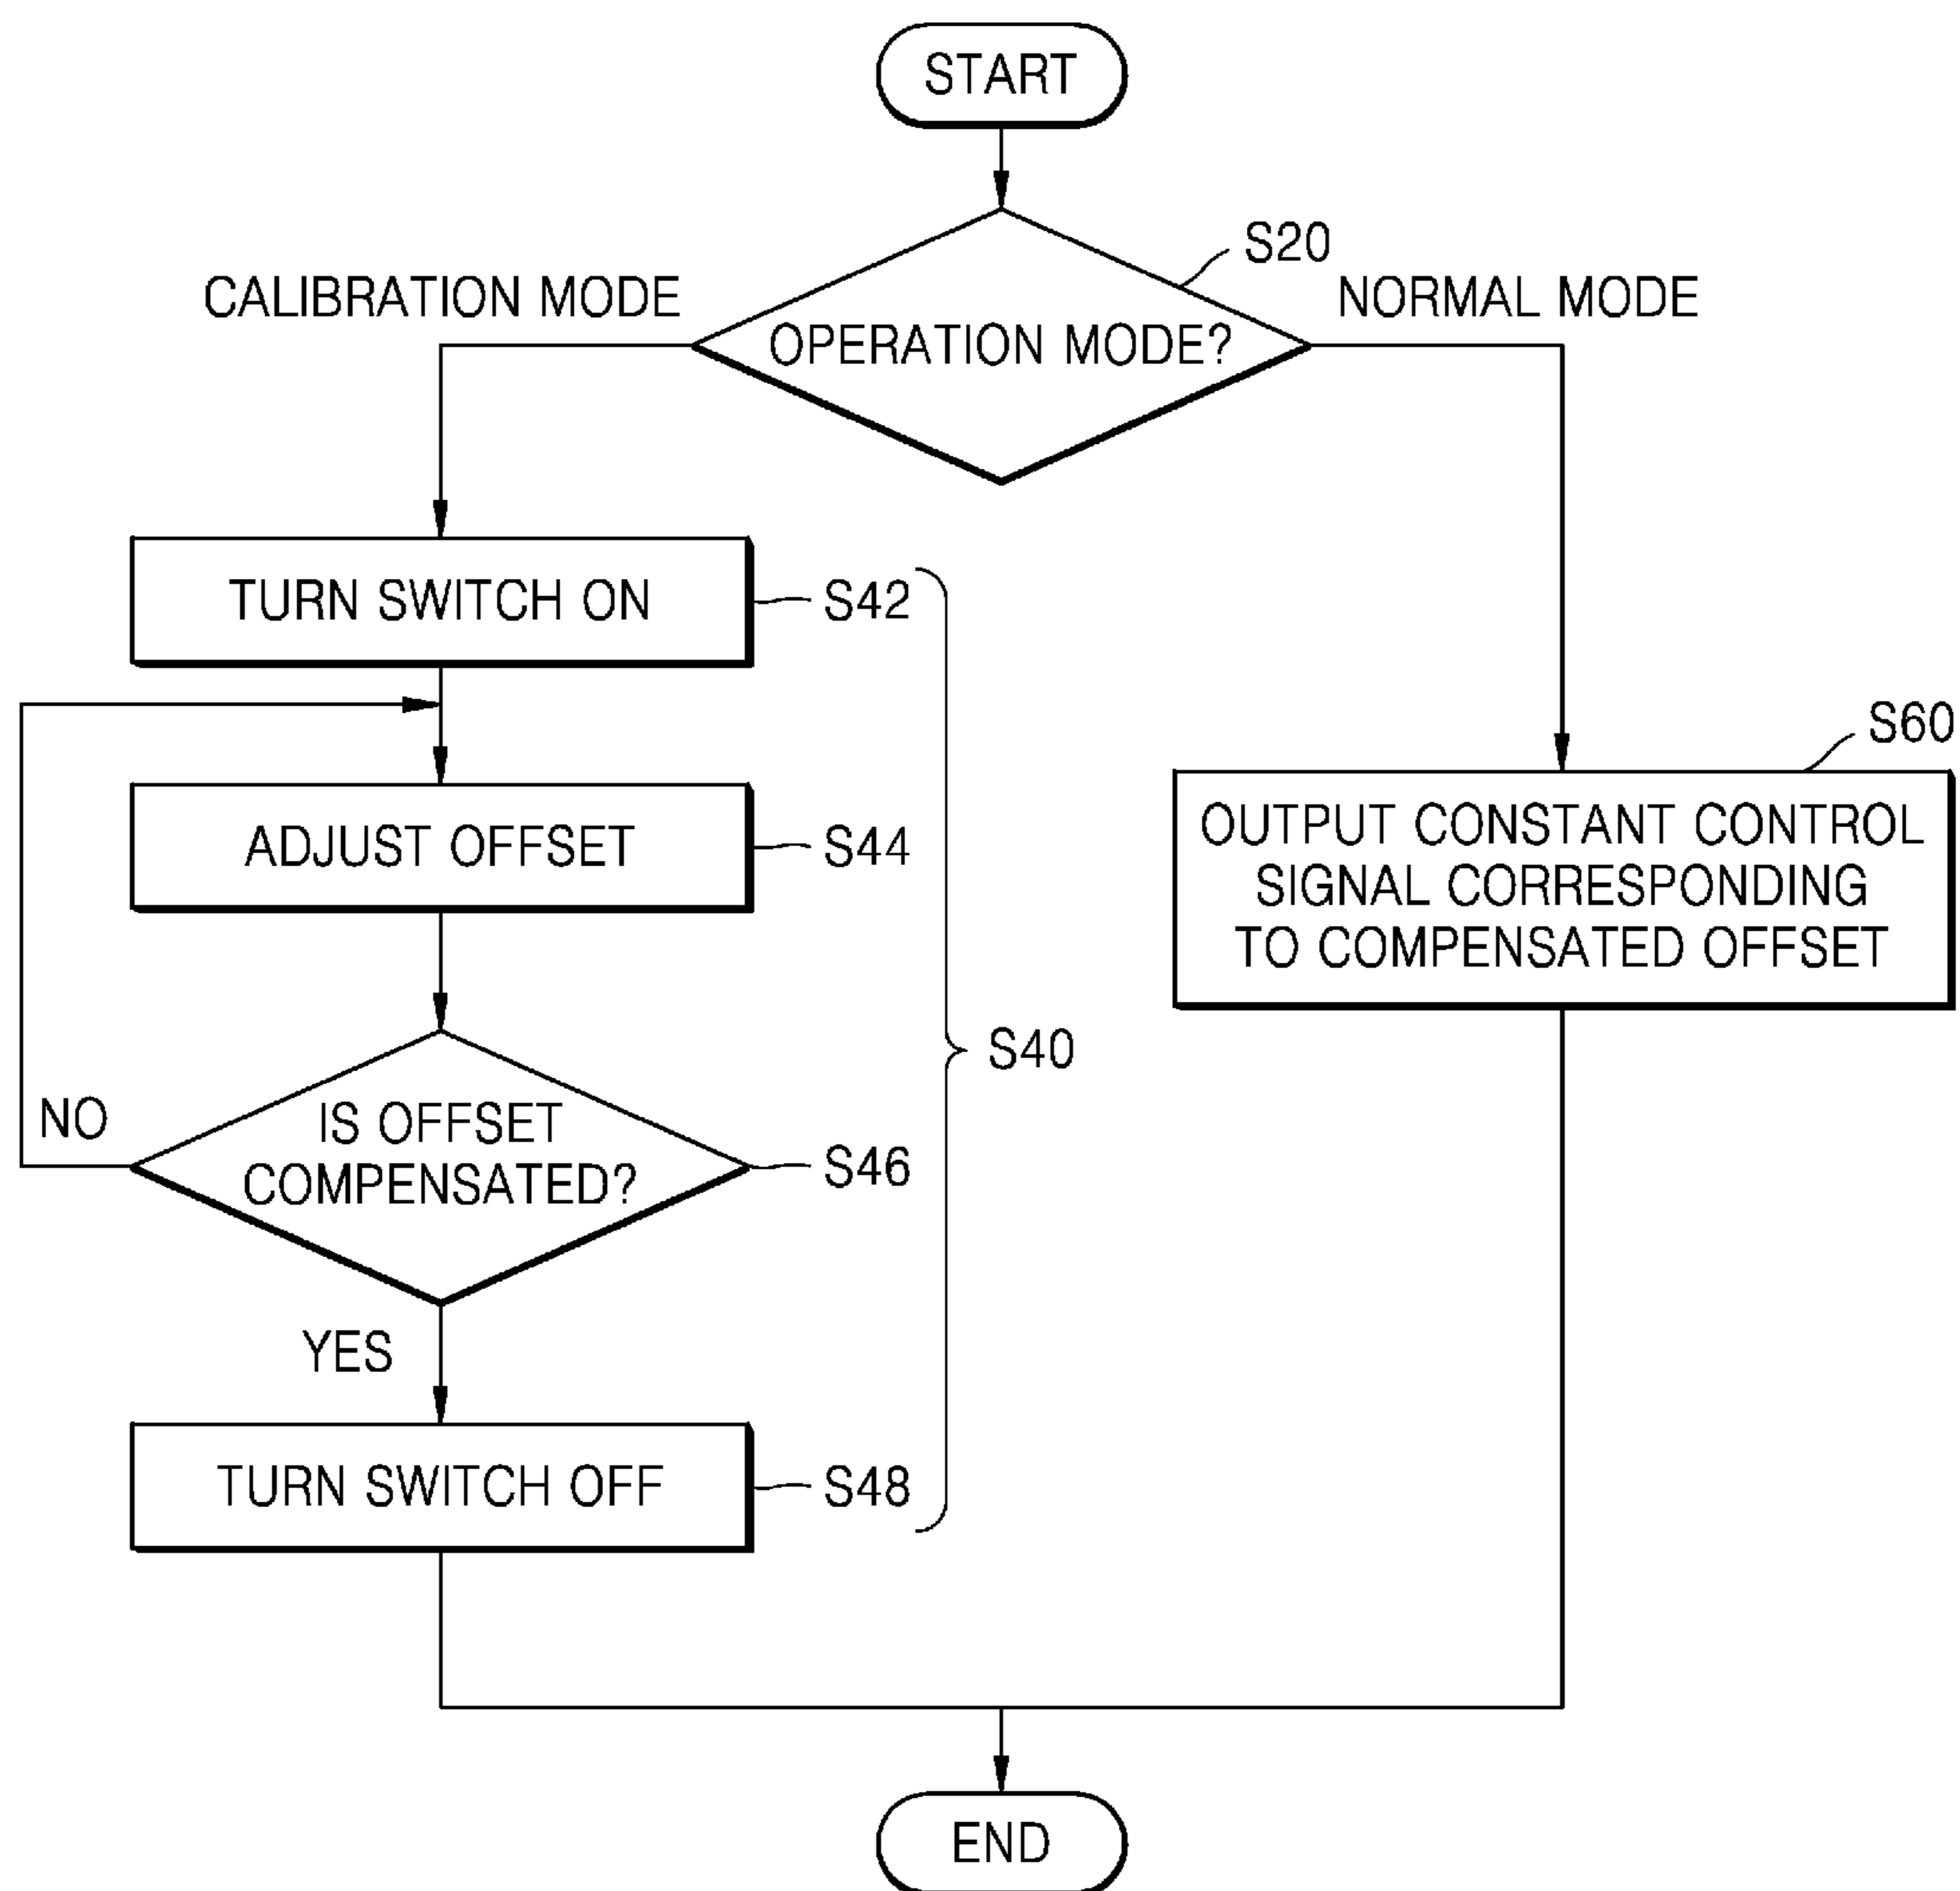 START
S20
CALIBRATION MODE
NORMAL MODE
OPERATION MODE?
TURN SWITCH ON
S42
S60
ADJUST OFFSET
S44
OUTPUT CONSTANT CONTROL
SIGNAL CORRESPONDING
TO COMPENSATED OFFSET
S40
NO
IS OFFSET
COMPENSATED?
S46
YES
TURN SWITCH OFF
S48
END